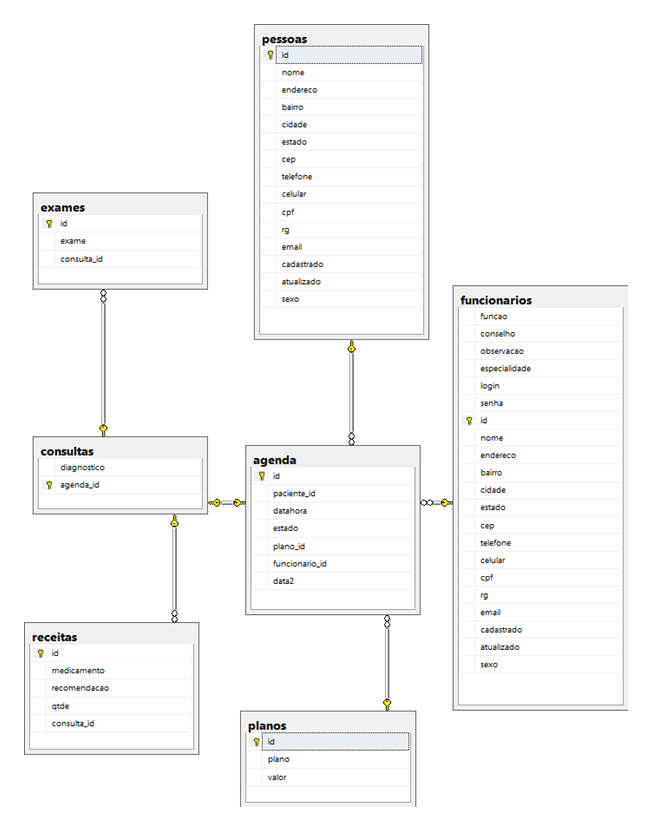 pessoas
id
nome
endereco
bairro
cidade
estado
cep
telefone
celular
cpf
rg
email
cadastrado
atualizado
sexo
exames
id
exame
consulta_id
funcionarios
funcao
conselho
observacao
especialidade
login
senha
id
nome
endereco
bairro
cidade
estado
cep
telefone
celular
cpf
rg
email
cadastrado
atualizado
sexo
consultas
diagnostico
agenda_id
agenda
id
paciente_id
datahora
estado
plano_id
funcionario_id
data2
receitas
id
medicamento
recomendacao
qtde
consulta_id
planos
id
plano
valor